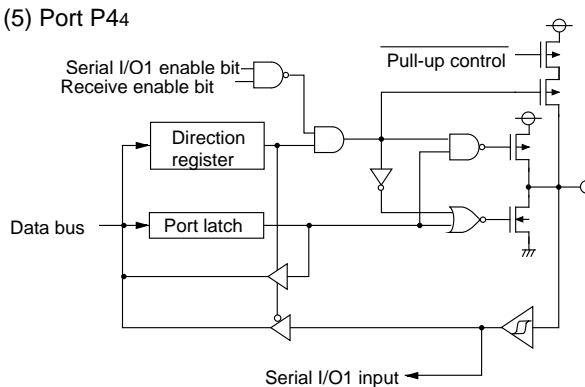 (5) Port P44
Serial I/O1 enable bit
Receive enable bit
Pull-up control
Direction
register
Data bus
Port latch
Serial I/O1 input